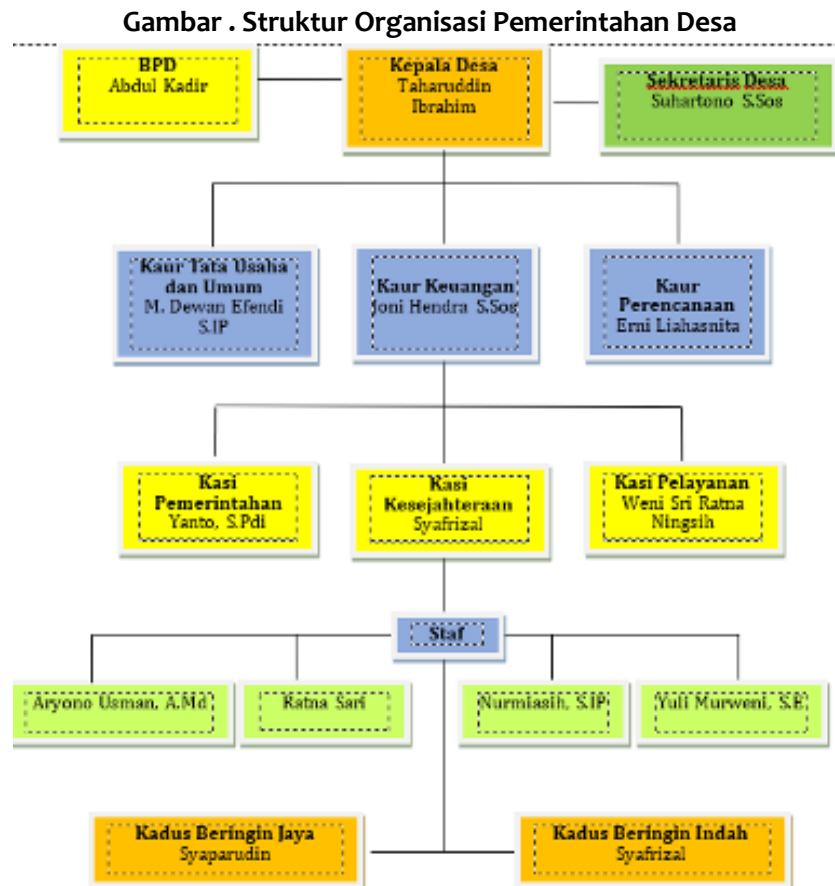 Gambar . Struktur Organisasi Pemerintahan Desa
BPD
Abdul Kadir
Kepala Desa
Taharuddin
Ibrahim
Sekretaris Desa
Suhartono S.Sos
Kaur Tata Usaha
dan Umum
M. Dewan Efendi
S.IP
Kaur Keuangan
Joni Hendra S.Sos
Kaur
Perencanaan
Erni Liahasnita
Kasi
Pemerintahan
Yanto, S.Pdi
Kasi
Kesejahteraan
Syafrizal
Kasi Pelayanan
Weni Sri Ratna
Ningsih
Staf
Aryono Usman, A.Md
Ratna Sari
Nurmiasih, S.IP
Yuli Murweni, S.E
Kadus Beringin Jaya
Syaparudin
Kadus Beringin Indah
Syafrizal